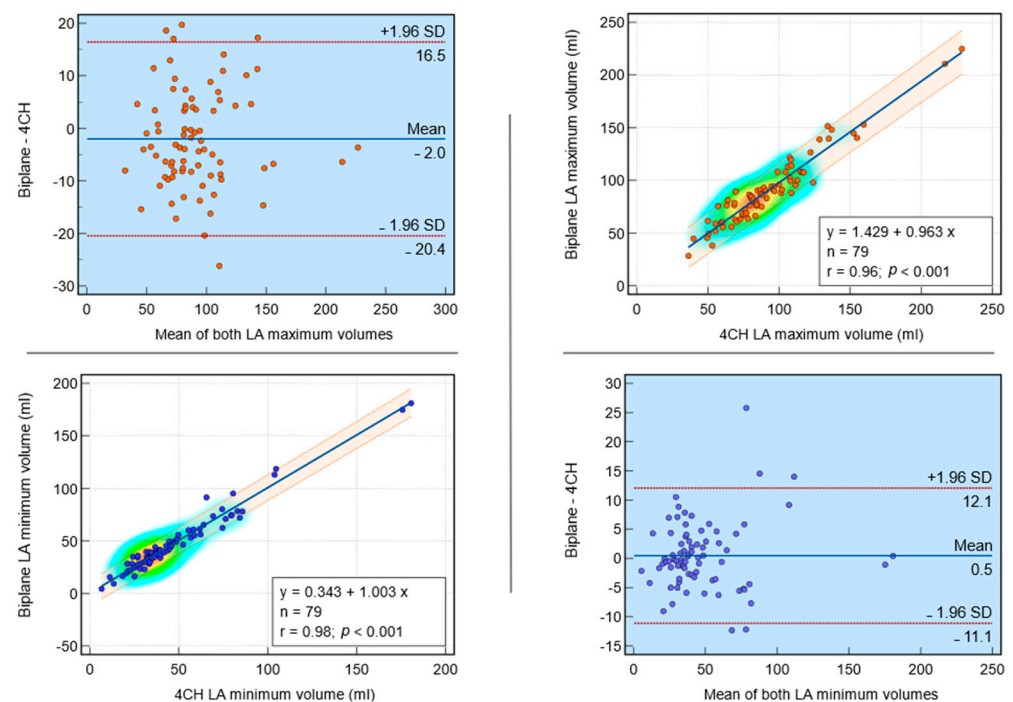 20
10
0
-10
-20
-30
0
50
100
150
200
250
300
Biplane - 4CH
Mean of both LA maximum volumes
+1.96 SD
16.5
Mean
- 2.0
- 1.96 SD
- 20.4
250
200
150
100
50
0
0
50
100
150
200
250
Biplane LA maximum volume (ml)
4CH LA maximum volume (ml)
y = 1.429 + 0.963 x
n = 79
r = 0.96; p < 0.001
200
150
100
50
0
-50
0
50
100
150
200
Biplane LA minimum volume (ml)
4CH LA minimum volume (ml)
y = 0.343 + 1.003 x
n = 79
r = 0.98; p < 0.001
30
25
20
15
10
5
0
-5
-10
-15
0
50
100
150
200
250
Biplane - 4CH
Mean of both LA minimum volumes
+1.96 SD
12.1
Mean
0.5
- 1.96 SD
- 11.1